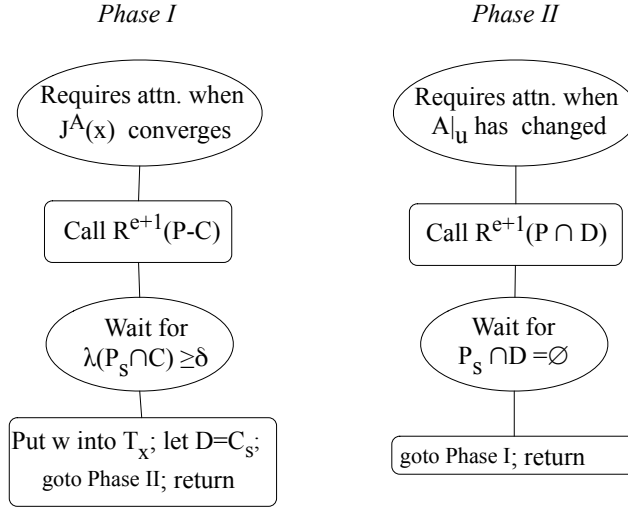 Phase I
Requires attn. when
J^A(x) converges
Call R^{e+1}(P-C)
Wait for
λ(P_s∩C) ≥δ
Put w into T_x; let D=C_s;
goto Phase II; return
Phase II
Requires attn. when
A|_u has changed
Call R^{e+1}(P ∩ D)
Wait for
P_s ∩D =∅
goto Phase I; return